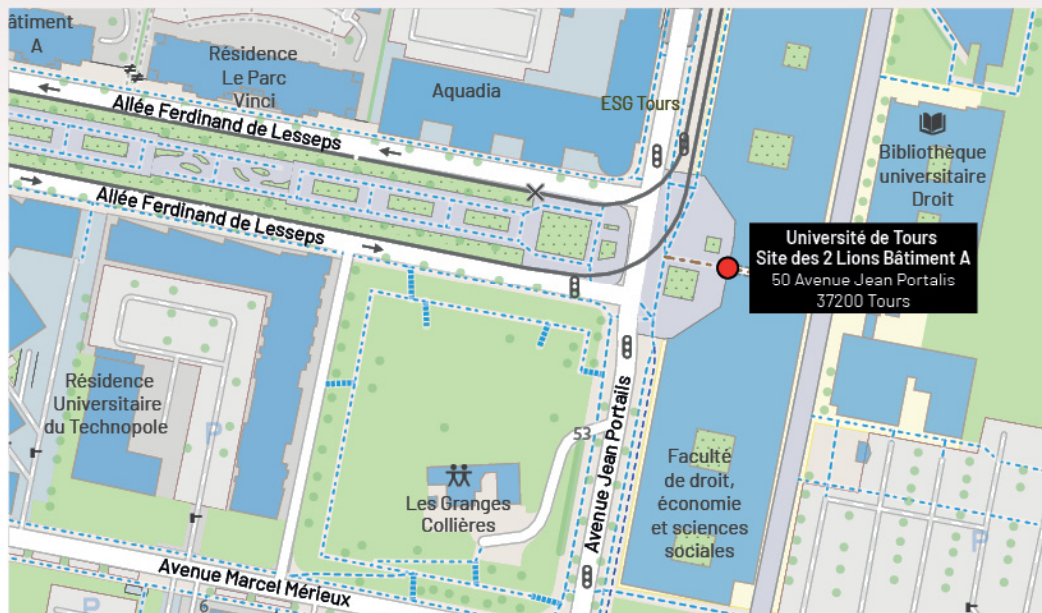 âtiment
A
Résidence
Le Parc
Vinci
Aquadia
ESG Tours
Allée Ferdinand de Lesseps
Bibliothèque
universitaire
Droit
Allée Ferdinand de Lesseps
Université de Tours
Site des 2 Lions Bâtiment A
50 Avenue Jean Portalis
37200 Tours
Résidence
Universitaire
du Technopole
P
53
Avenue Jean Portails
Les Granges
Collières
Faculté
de droit,
économie
et sciences
sociales
P
Avenue Marcel Mérieux
P
6